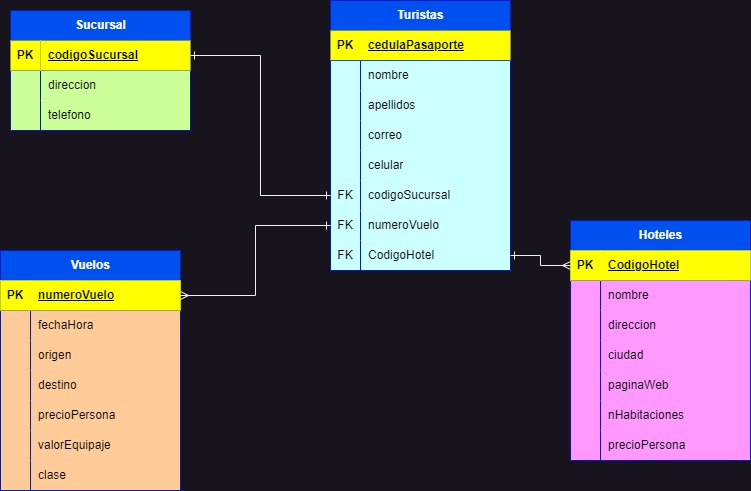 Sucursal
PK codigoSucursal
direccion
telefono
Turistas
PK cedulaPasaporte
nombre
apellidos
correo
celular
FK codigoSucursal
FK numeroVuelo
FK CodigoHotel
Vuelos
PK numeroVuelo
fechaHora
origen
destino
precioPersona
valorEquipaje
clase
Hoteles
PK CodigoHotel
nombre
direccion
ciudad
paginaWeb
nHabitaciones
precioPersona